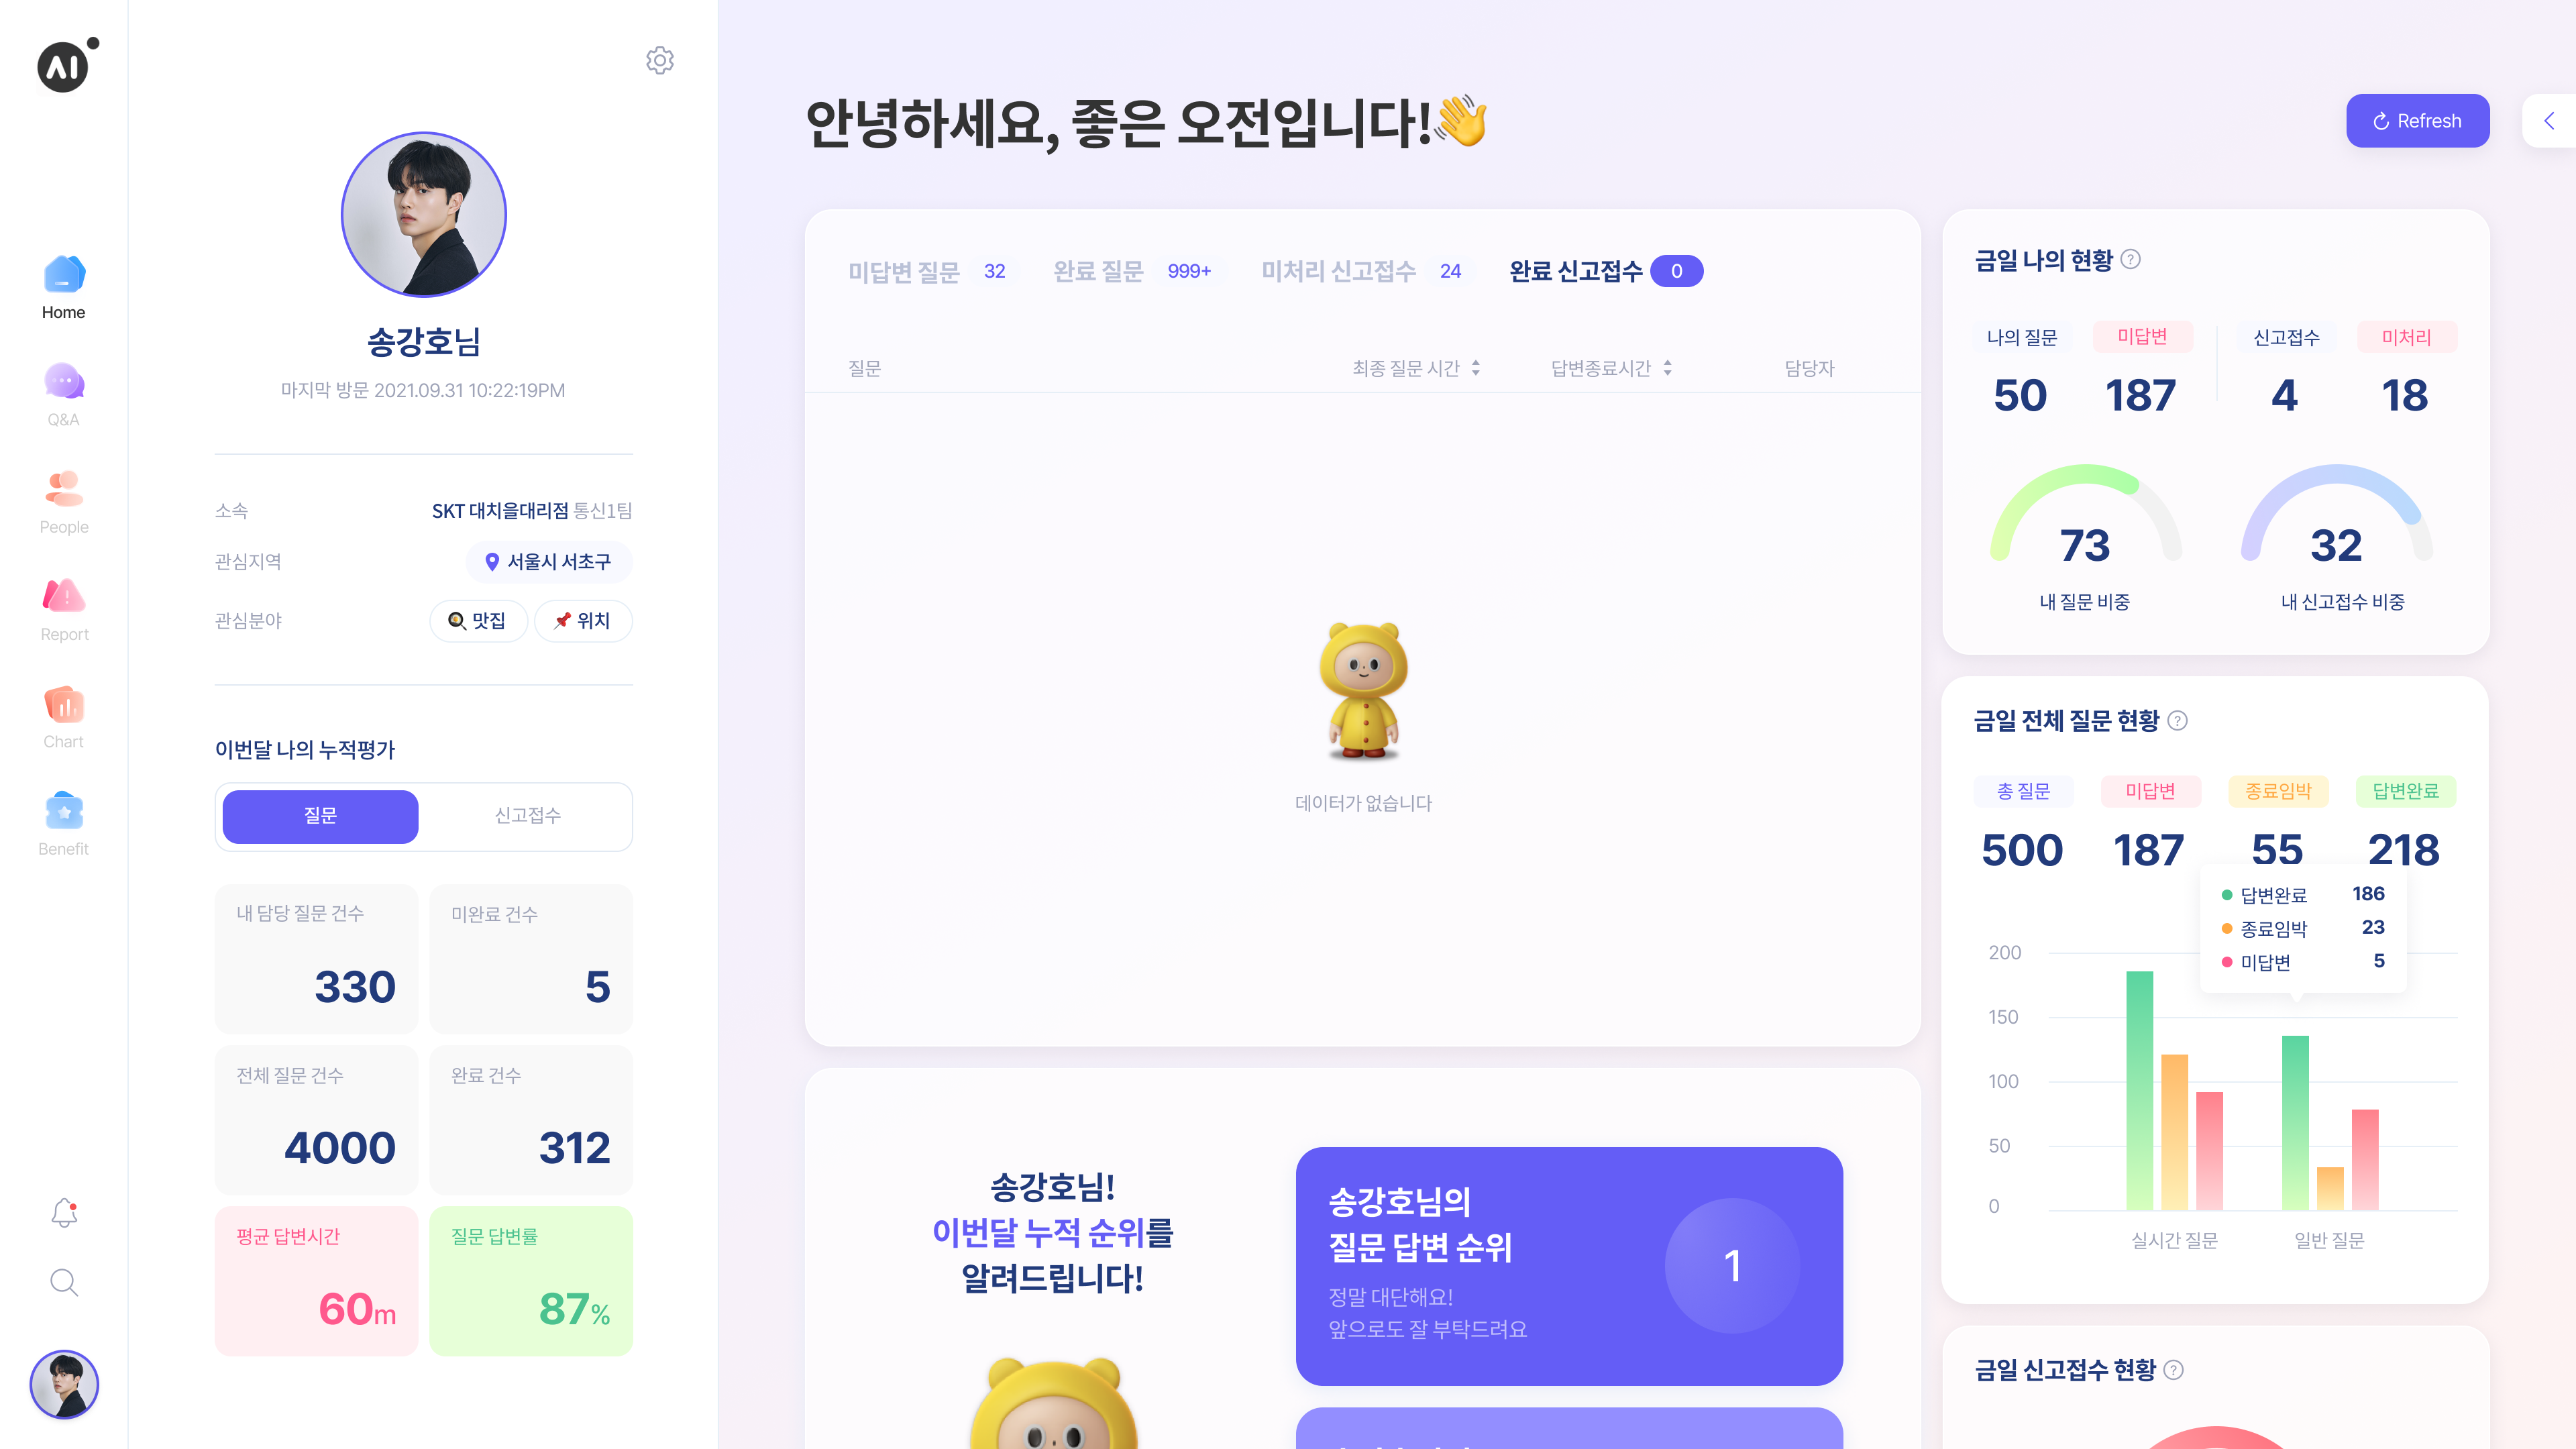 AI
Home
Q&A
People
Report
Chart
Benefit
송강호님
마지막 방문 2021.09.31 10:22:19PM
소속 SKT 대치을대리점 통신1팀
관심지역 서울시 서초구
관심분야 맛집 위치
이번달 나의 누적평가
질문 신고접수
내 담당 질문 건수 미완료 건수
330 5
전체 질문 건수 완료 건수
4000 312
평균 답변시간 질문 답변률
60m 87%
안녕하세요, 좋은 오전입니다!
Refresh
미답변 질문 32 완료 질문 999+ 미처리 신고접수 24 완료 신고접수 0
질문 최종 질문 시간 답변종료시간 담당자
데이터가 없습니다
송강호님!
이번달 누적 순위를
알려드립니다!
송강호님의
질문 답변 순위
정말 대단해요!
앞으로도 잘 부탁드려요
1
금일 나의 현황 ?
나의 질문 미답변 신고접수 미처리
50 187 4 18
73 32
내 질문 비중 내 신고접수 비중
금일 전체 질문 현황 ?
총 질문 미답변 종료임박 답변완료
500 187 55 218
답변완료 186
종료임박 23
미답변 5
200
150
100
50
0
실시간 질문 일반 질문
금일 신고접수 현황 ?